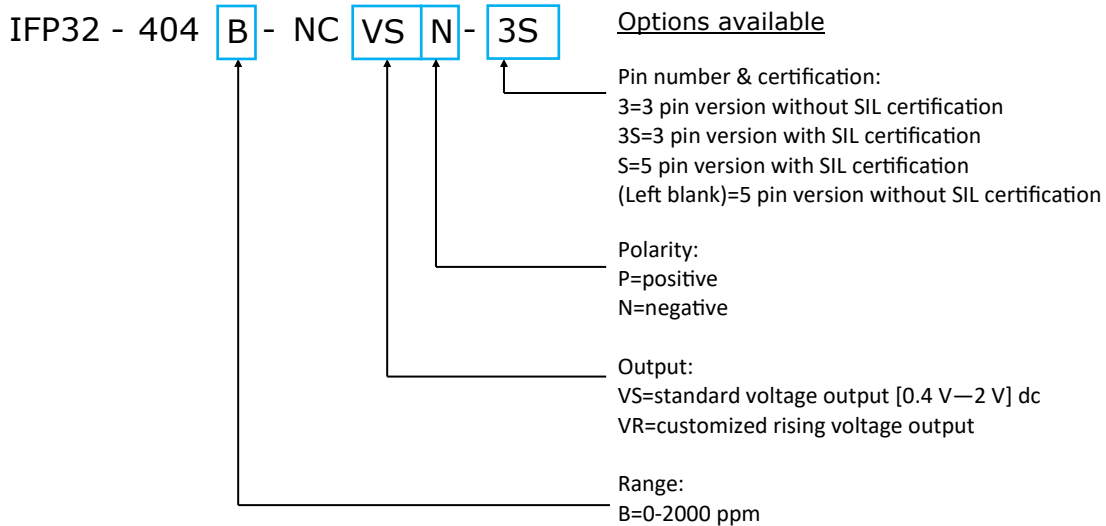 IFP32 - 404 B - NC VS N - 3S
Options available
Pin number & certification:
3=3 pin version without SIL certification
3S=3 pin version with SIL certification
S=5 pin version with SIL certification
(Left blank)=5 pin version without SIL certification
Polarity:
P=positive
N=negative
Output:
VS=standard voltage output [0.4 V—2 V] dc
VR=customized rising voltage output
Range:
B=0-2000 ppm